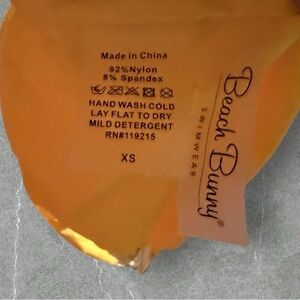 Made in China
92%Nylon
8% Spandex
HAND WASH COLD
LAY FLAT TO DRY
MILD DETERGENT
RN#119215
XS
Beach Bunny®
SWIMWEAR